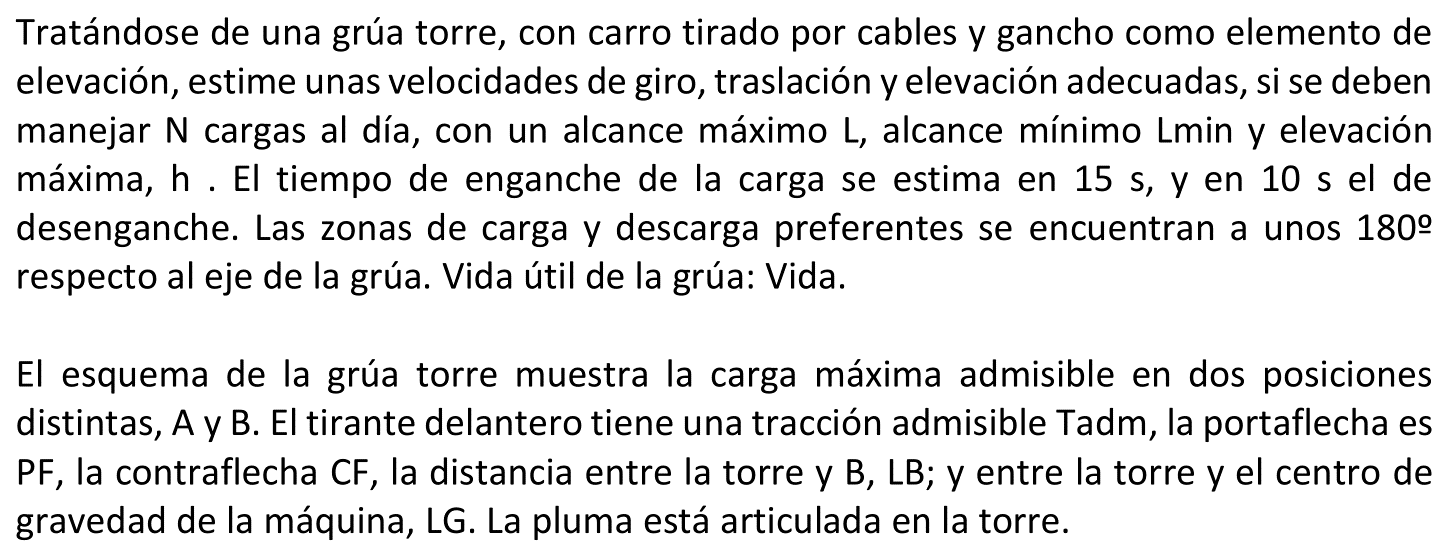 Tratándose de una grúa torre, con carro tirado por cables y gancho como elemento de
elevación, estime unas velocidades de giro, traslación y elevación adecuadas, si se deben
manejar N cargas al día, con un alcance máximo L, alcance mínimo Lmin y elevación
máxima, h . El tiempo de enganche de la carga se estima en 15 s, y en 10 s el de
desenganche. Las zonas de carga y descarga preferentes se encuentran a unos 180º
respecto al eje de la grúa. Vida útil de la grúa: Vida.
El esquema de la grúa torre muestra la carga máxima admisible en dos posiciones
distintas, A y B. El tirante delantero tiene una tracción admisible Tadm, la portaflecha es
PF, la contraflecha CF, la distancia entre la torre y B, LB; y entre la torre y el centro de
gravedad de la máquina, LG. La pluma está articulada en la torre.